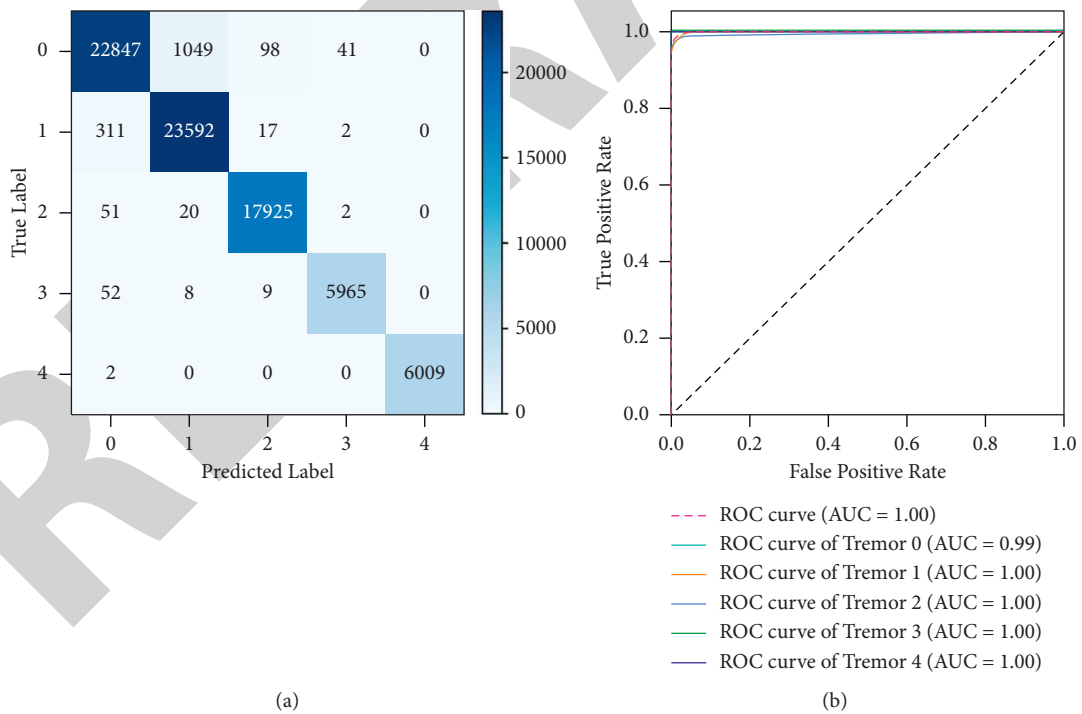 0 22847 1049 98 41 0
1 311 23592 17 2 0
2 51 20 17925 2 0
3 52 8 9 5965 0
4 2 0 0 0 6009
0 1 2 3 4
Predicted Label
True Label
20000
15000
10000
5000
0
(a)
1.0
0.8
0.6
0.4
0.2
0.0
True Positive Rate
0.0 0.2 0.4 0.6 0.8 1.0
False Positive Rate
ROC curve (AUC = 1.00)
ROC curve of Tremor 0 (AUC = 0.99)
ROC curve of Tremor 1 (AUC = 1.00)
ROC curve of Tremor 2 (AUC = 1.00)
ROC curve of Tremor 3 (AUC = 1.00)
ROC curve of Tremor 4 (AUC = 1.00)
(b)